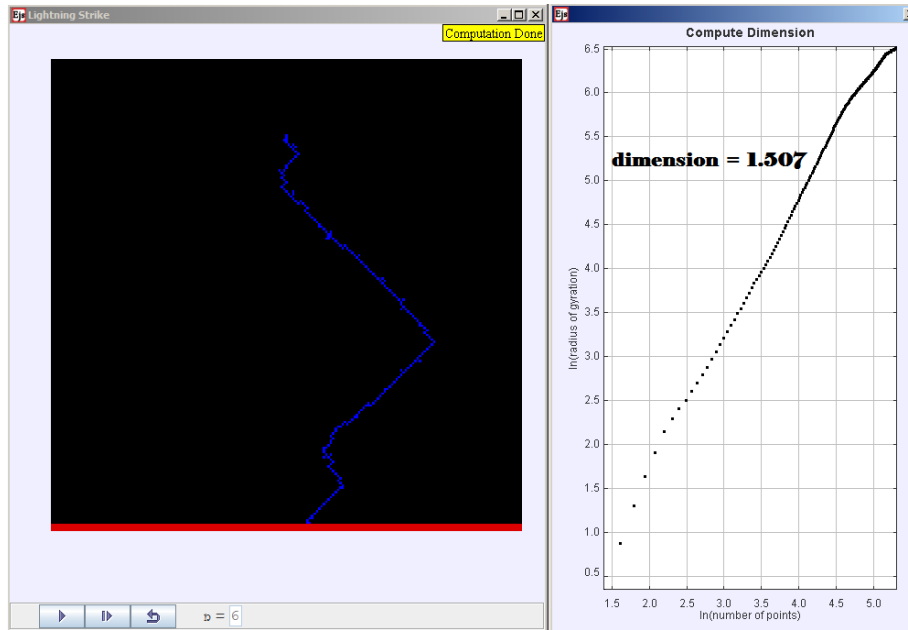 Ejs Lightning Strike
Computation Done
D = 6
Ejs
Compute Dimension
dimension = 1.507
6.5
6.0
5.5
5.0
4.5
4.0
3.5
3.0
2.5
2.0
1.5
1.0
0.5
ln(radius of gyration)
1.5 2.0 2.5 3.0 3.5 4.0 4.5 5.0
ln(number of points)